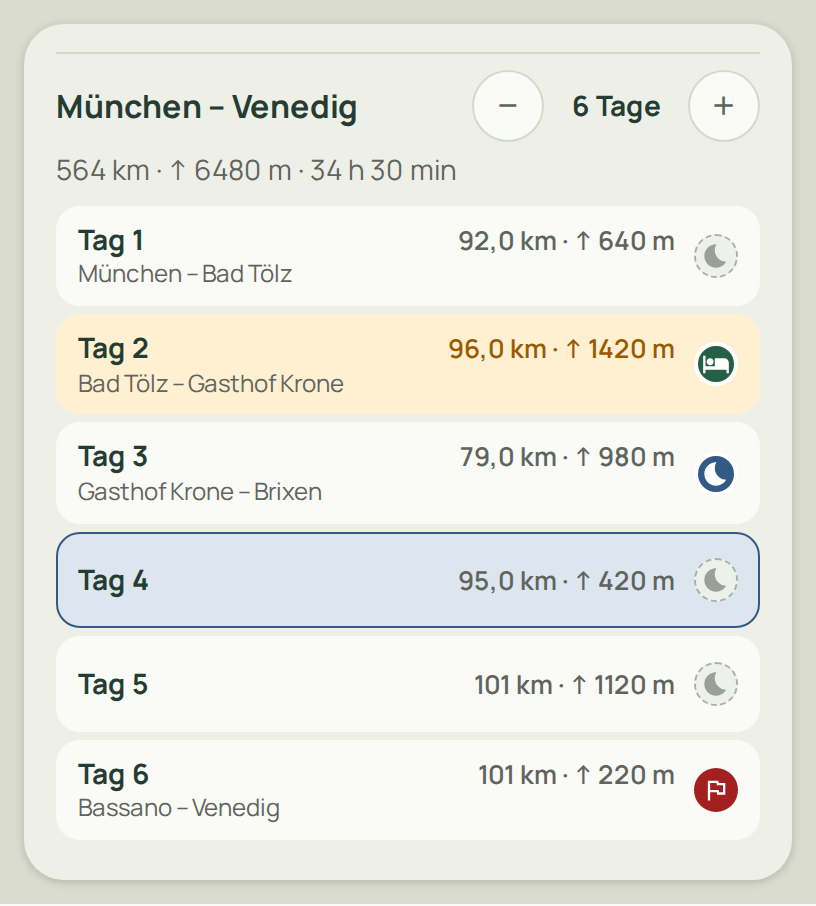 München – Venedig
− 6 Tage +
564 km · ↑ 6480 m · 34 h 30 min
Tag 1 92,0 km · ↑ 640 m
München – Bad Tölz
Tag 2 96,0 km · ↑ 1420 m
Bad Tölz – Gasthof Krone
Tag 3 79,0 km · ↑ 980 m
Gasthof Krone – Brixen
Tag 4 95,0 km · ↑ 420 m
Tag 5 101 km · ↑ 1120 m
Tag 6 101 km · ↑ 220 m
Bassano – Venedig